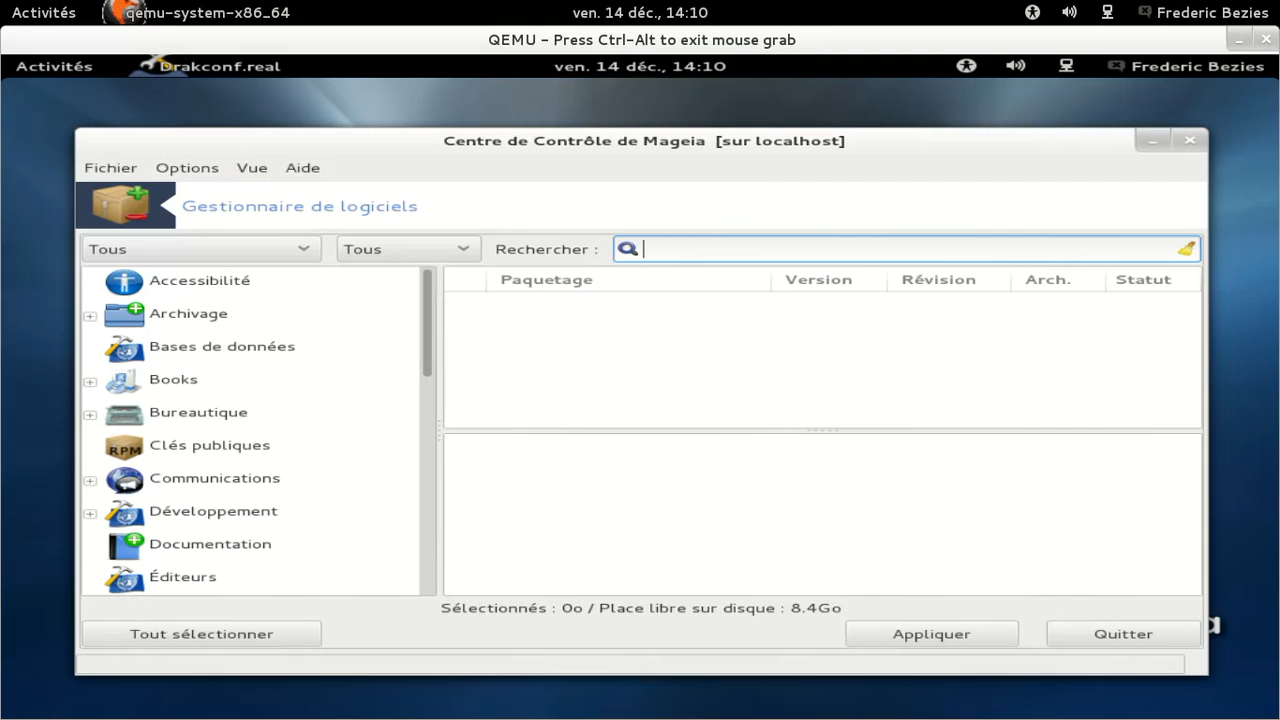 Activités qemu-system-x86_64 ven. 14 déc., 14:10 Frederic Bezies
QEMU - Press Ctrl-Alt to exit mouse grab
Activités Drakconf.real ven. 14 déc., 14:10 Frederic Bezies
Centre de Contrôle de Mageia [sur localhost]
Fichier Options Vue Aide
Gestionnaire de logiciels
Tous Tous Rechercher :
Paquetage Version Révision Arch. Statut
Accessibilité
Archivage
Bases de données
Books
Bureautique
RPM Clés publiques
Communications
Développement
Documentation
Éditeurs
Sélectionnés : 0o / Place libre sur disque : 8.4Go
Tout sélectionner Appliquer Quitter
a